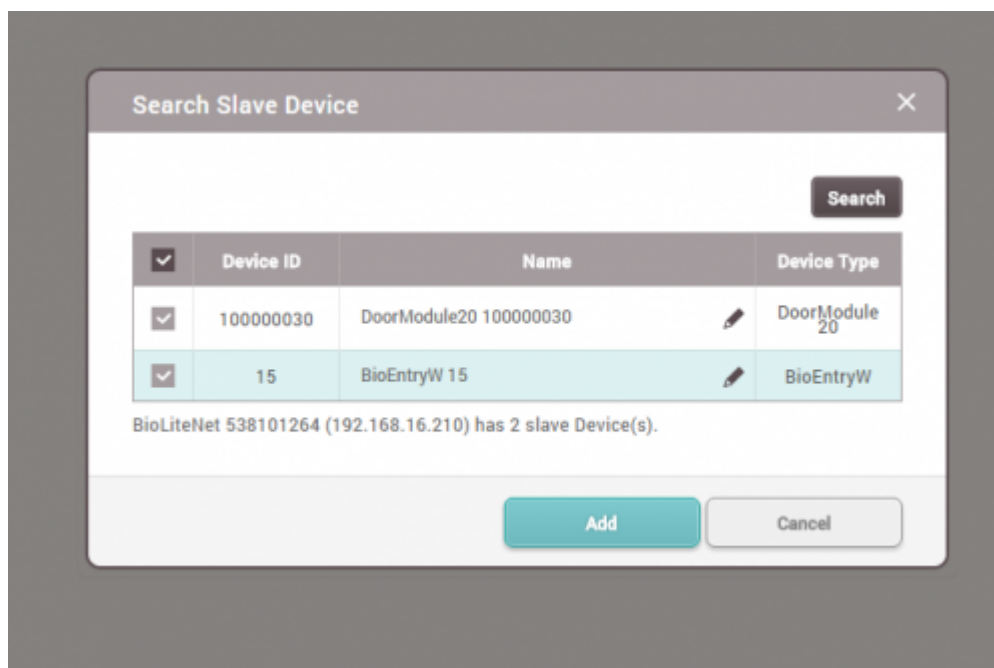 Search Slave Device
Search
Device ID Name Device Type
100000030 DoorModule20 100000030 DoorModule
20
15 BioEntryW 15 BioEntryW
BioLiteNet 538101264 (192.168.16.210) has 2 slave Device(s).
Add Cancel